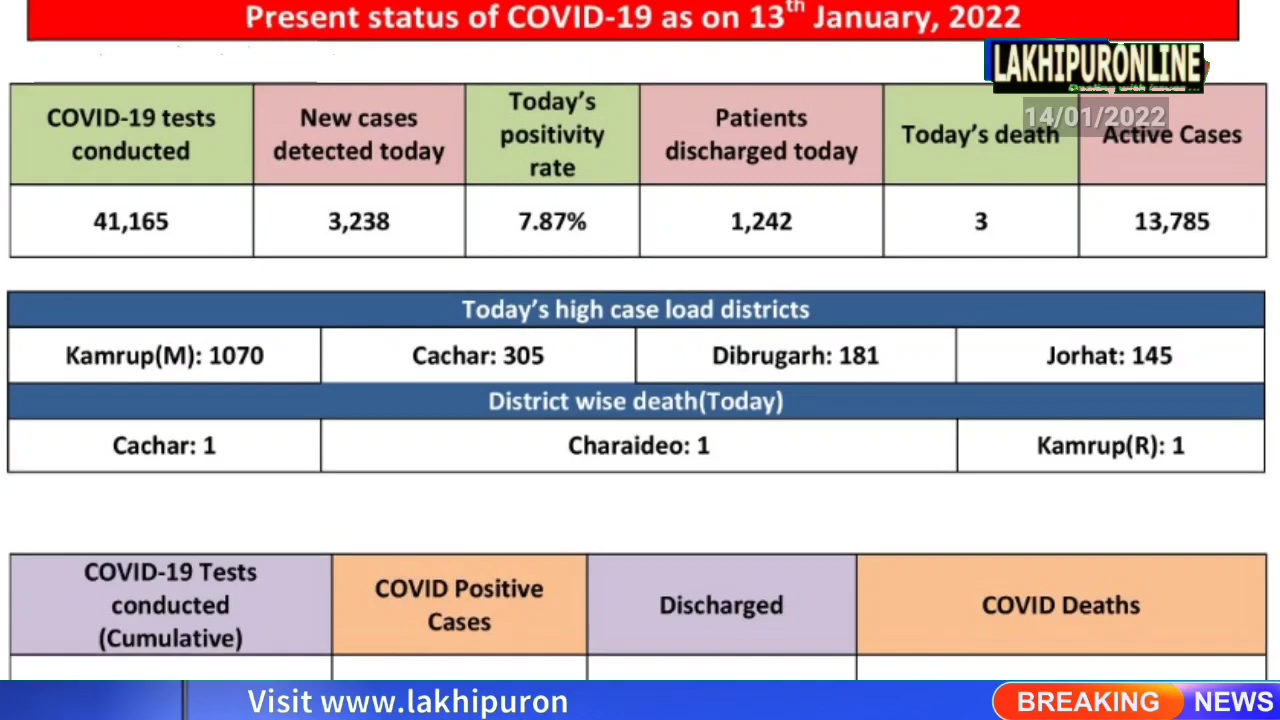 Present status of COVID-19 as on 13th January, 2022
LAKHIPURONLINE
Dealing with Issues ...
14/01/2022
COVID-19 tests
conducted
New cases
detected today
Today's
positivity
rate
Patients
discharged today
Today's death
Active Cases
41,165
3,238
7.87%
1,242
3
13,785
Today's high case load districts
Kamrup(M): 1070
Cachar: 305
Dibrugarh: 181
Jorhat: 145
District wise death(Today)
Cachar: 1
Charaideo: 1
Kamrup(R): 1
COVID-19 Tests
conducted
(Cumulative)
COVID Positive
Cases
Discharged
COVID Deaths
Visit www.lakhipuron
BREAKING NEWS